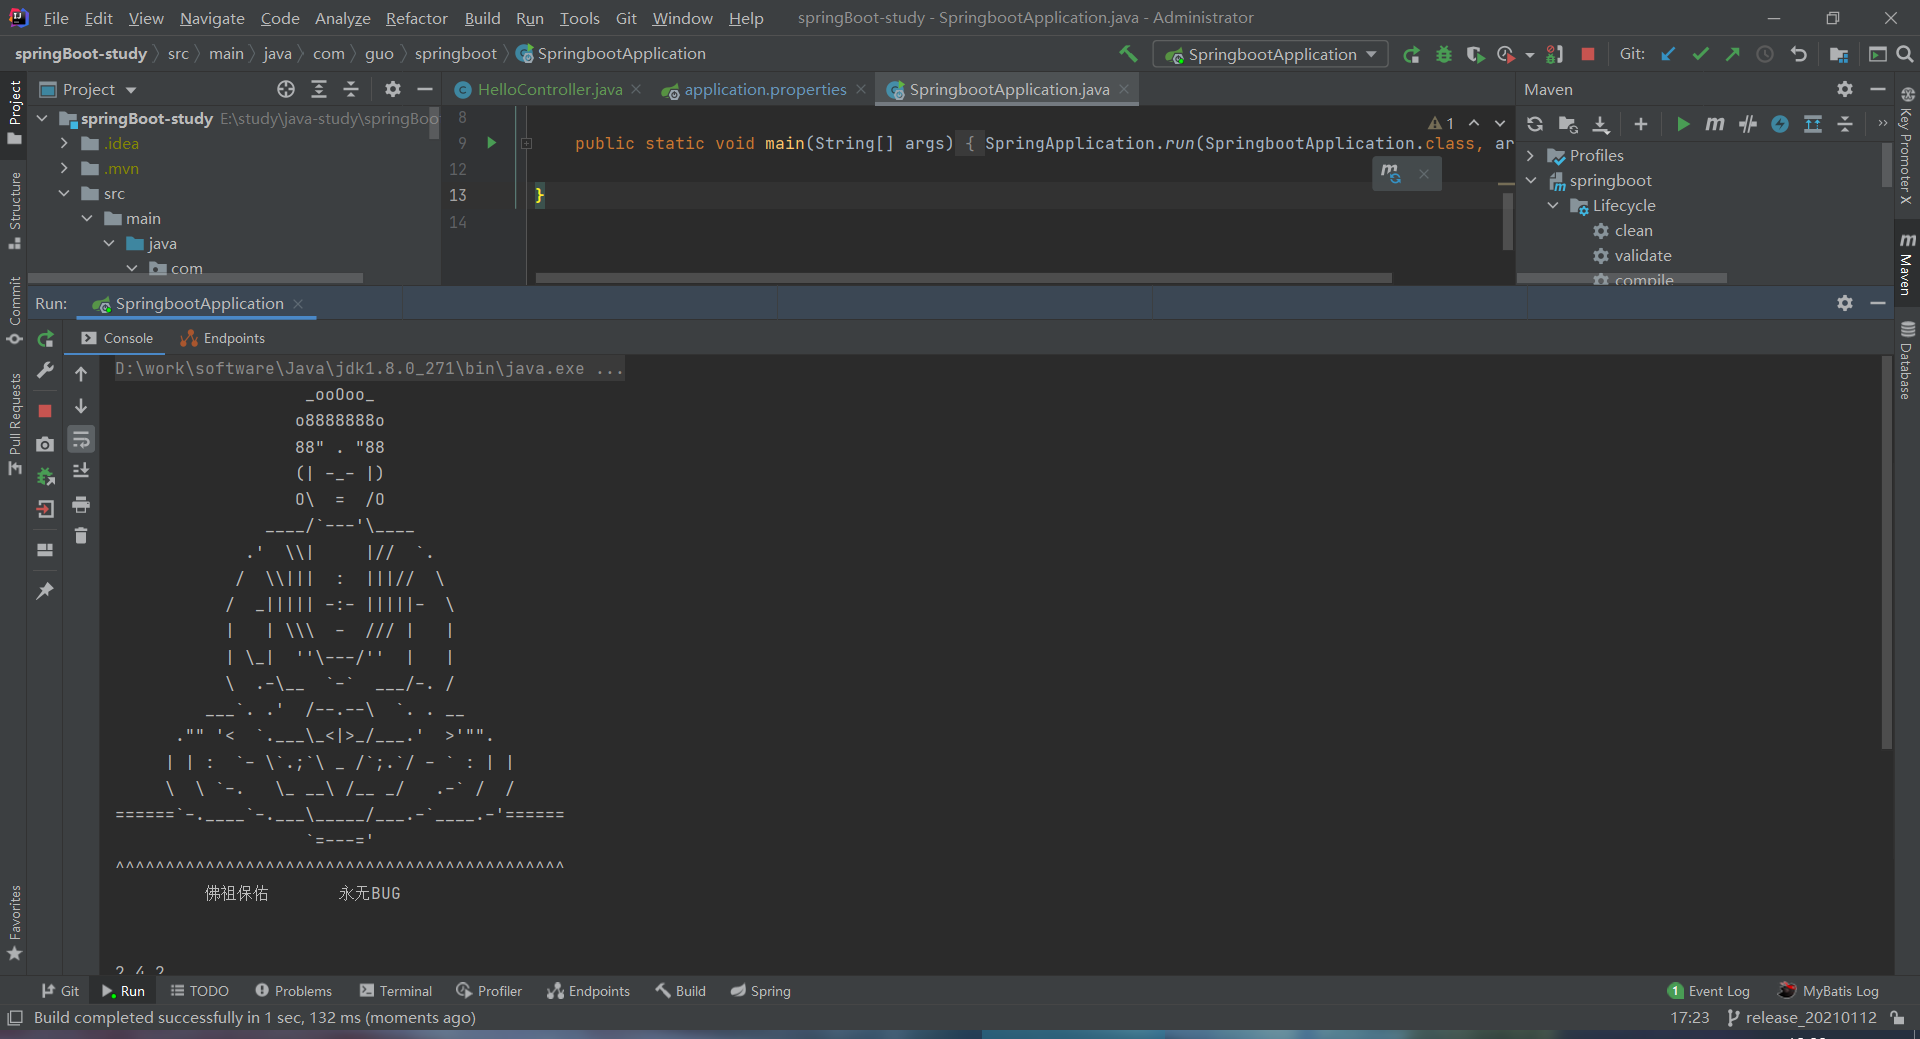 File Edit View Navigate Code Analyze Refactor Build Run Tools Git Window Help springBoot-study - SpringbootApplication.java - Administrator
springBoot-study src main java com guo springboot SpringbootApplication SpringbootApplication Git:
Project
HelloController.java application.properties SpringbootApplication.java
Maven
springBoot-study E:\study\java-study\springBoo
.idea
.mvn
src
main
java
com
8
9 public static void main(String[] args) { SpringApplication.run(SpringbootApplication.class, ar
12
13 }
14
1
Profiles
springboot
Lifecycle
clean
validate
compile
Project
Structure
Commit
Pull Requests
Favorites
Key Promoter X
Maven
Database
Run: SpringbootApplication
Console Endpoints
D:\work\software\Java\jdk1.8.0_271\bin\java.exe ...
                   _ooOoo_
                  o8888888o
                  88" . "88
                  (| -_- |)
                  O\  =  /O
               ____/`---'\____
             .'  \\|     |//  `.
            /  \\|||  :  |||//  \
           /  _||||| -:- |||||-  \
           |   | \\\  -  /// |   |
           | \_|  ''\---/''  |   |
           \  .-\__  `-`  ___/-. /
         ___`. .'  /--.--\  `. . __
      ."" '<  `.___\_<|>_/___.'  >'"".
     | | :  `- \`.;`\ _ /`;.`/ - ` : | |
     \  \ `-.   \_ __\ /__ _/   .-` /  /
======`-.____`-.___\_____/___.-`____.-'======
                   `=---='
^^^^^^^^^^^^^^^^^^^^^^^^^^^^^^^^^^^^^^^^^^^^^
佛祖保佑 永无BUG
2.4.2
Git Run TODO Problems Terminal Profiler Endpoints Build Spring 1 Event Log MyBatis Log
Build completed successfully in 1 sec, 132 ms (moments ago) 17:23 release_20210112